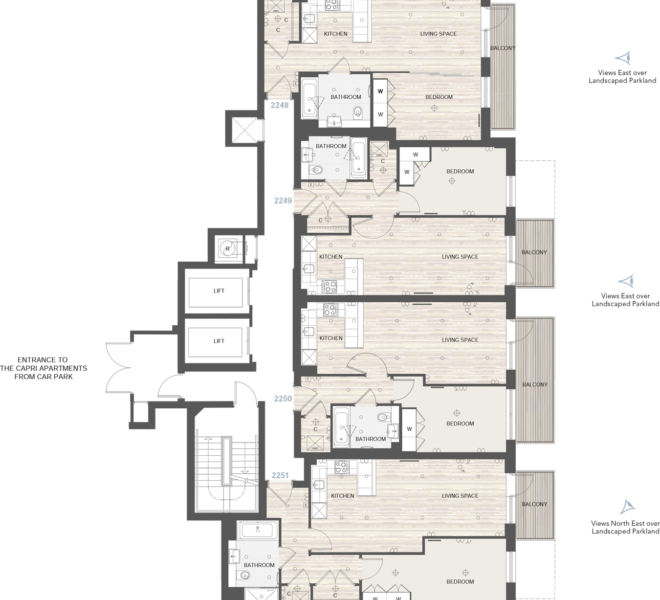 C
KITCHEN
LIVING SPACE
BALCONY
Views East over
Landscaped Parkland
W
BATHROOM
BEDROOM
2248
W
BATHROOM
C
W
BEDROOM
W
2249
C
KITCHEN
LIVING SPACE
BALCONY
LIFT
Views East over
Landscaped Parkland
LIFT
KITCHEN
LIVING SPACE
ENTRANCE TO
THE CAPRI APARTMENTS
FROM CAR PARK
BALCONY
2250
C
W
BEDROOM
BATHROOM
2251
KITCHEN
LIVING SPACE
BALCONY
Views North East over
Landscaped Parkland
BATHROOM
BEDROOM
C
C
W
W